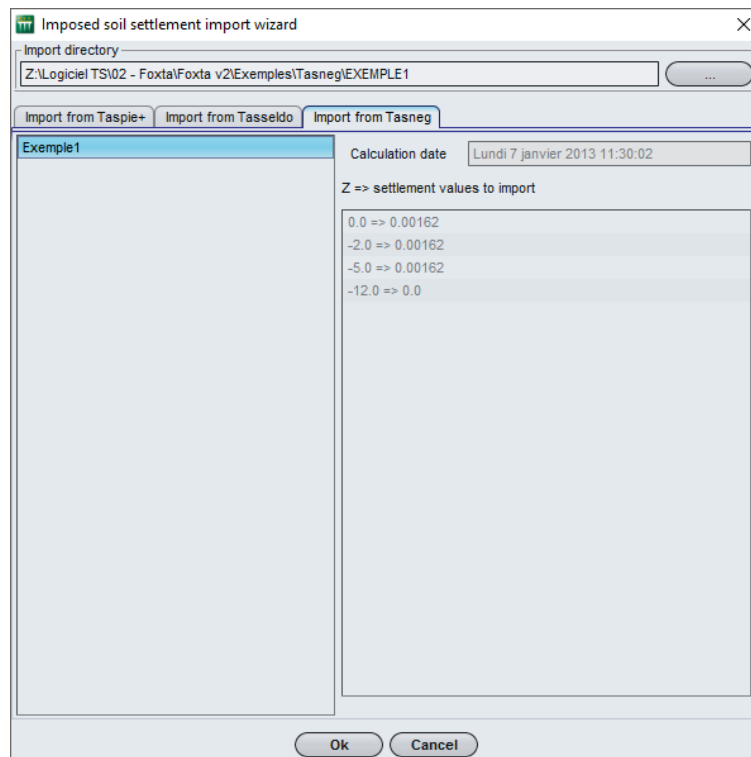 Imposed soil settlement import wizard
Import directory
Z:\Logiciel TS\02 - Foxta\Foxta v2\Exemples\Tasneg\EXEMPLE1
...
Import from Taspie+ Import from Tasseldo Import from Tasneg
Exemple1
Calculation date Lundi 7 janvier 2013 11:30:02
Z => settlement values to import
0.0 => 0.00162
-2.0 => 0.00162
-5.0 => 0.00162
-12.0 => 0.0
Ok Cancel